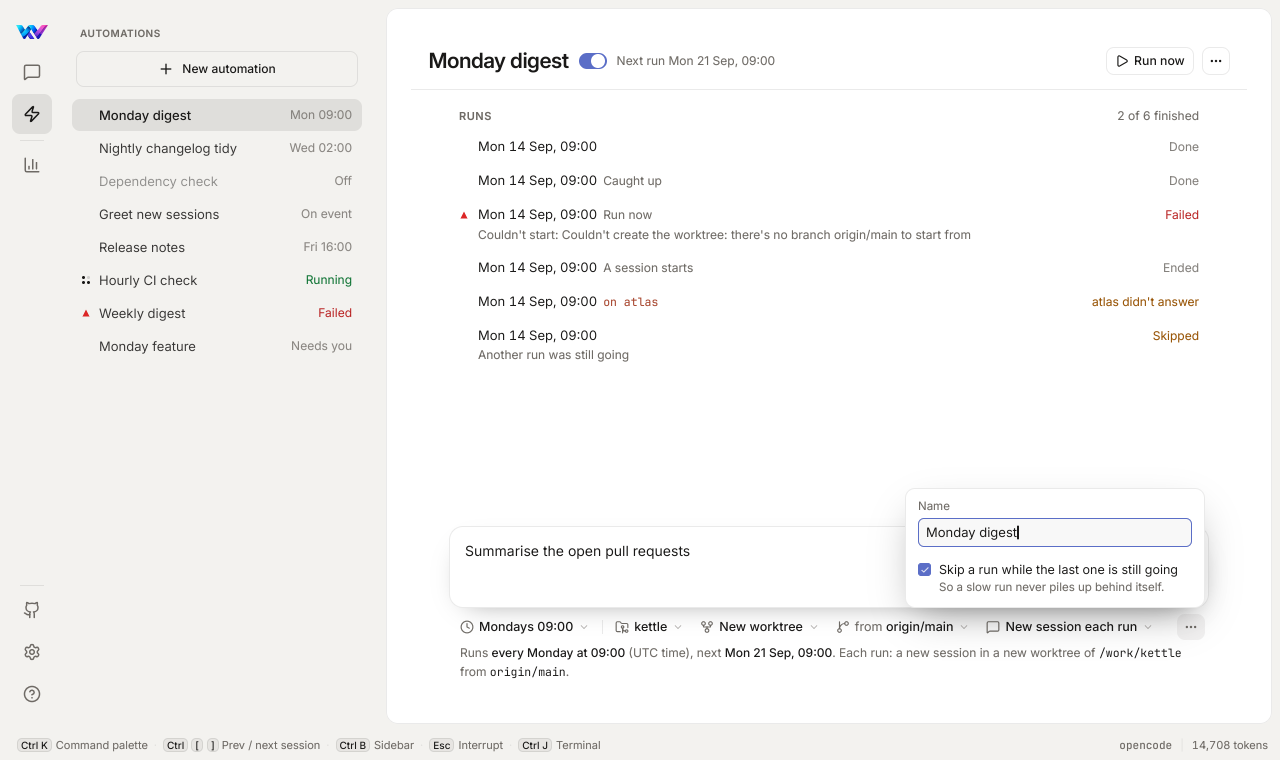 AUTOMATIONS
New automation
Monday digest Mon 09:00
Nightly changelog tidy Wed 02:00
Dependency check Off
Greet new sessions On event
Release notes Fri 16:00
Hourly CI check Running
Weekly digest Failed
Monday feature Needs you
Monday digest Next run Mon 21 Sep, 09:00 Run now
RUNS 2 of 6 finished
Mon 14 Sep, 09:00 Done
Mon 14 Sep, 09:00 Caught up Done
Mon 14 Sep, 09:00 Run now Failed
Couldn't start: Couldn't create the worktree: there's no branch origin/main to start from
Mon 14 Sep, 09:00 A session starts Ended
Mon 14 Sep, 09:00 on atlas atlas didn't answer
Mon 14 Sep, 09:00 Skipped
Another run was still going
Name
Monday digest
Skip a run while the last one is still going
So a slow run never piles up behind itself.
Summarise the open pull requests
Mondays 09:00 kettle New worktree from origin/main New session each run
Runs every Monday at 09:00 (UTC time), next Mon 21 Sep, 09:00. Each run: a new session in a new worktree of /work/kettle
from origin/main.
Ctrl K Command palette Ctrl [ ] Prev / next session Ctrl B Sidebar Esc Interrupt Ctrl J Terminal opencode 14,708 tokens